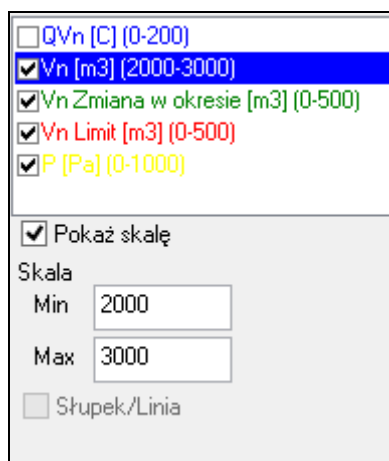 QVn [C] (0-200)
Vn [m3] (2000-3000)
Vn Zmiana w okresie [m3] (0-500)
Vn Limit [m3] (0-500)
P [Pa] (0-1000)
Pokaż skalę
Skala
Min 2000
Max 3000
Słupek/Linia